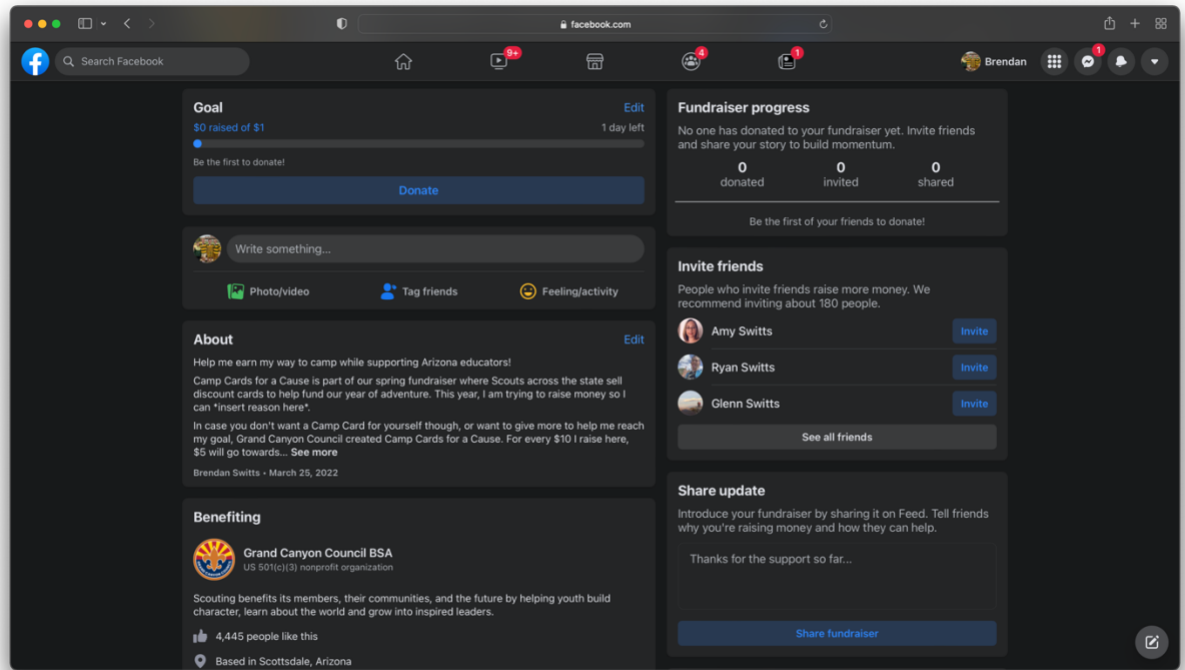 facebook.com
Search Facebook
9+
4
1
Brendan
1
Goal
Edit
$0 raised of $1
1 day left
Be the first to donate!
Donate
Write something...
Photo/video
Tag friends
Feeling/activity
About
Edit
Help me earn my way to camp while supporting Arizona educators!
Camp Cards for a Cause is part of our spring fundraiser where Scouts across the state sell
discount cards to help fund our year of adventure. This year, I am trying to raise money so I
can *insert reason here*.
In case you don't want a Camp Card for yourself though, or want to give more to help me reach
my goal, Grand Canyon Council created Camp Cards for a Cause. For every $10 I raise here,
$5 will go towards... See more
Brendan Switts • March 25, 2022
Benefiting
Grand Canyon Council BSA
US 501(c)(3) nonprofit organization
Scouting benefits its members, their communities, and the future by helping youth build
character, learn about the world and grow into inspired leaders.
4,445 people like this
Based in Scottsdale, Arizona
Fundraiser progress
No one has donated to your fundraiser yet. Invite friends
and share your story to build momentum.
0 0 0
donated invited shared
Be the first of your friends to donate!
Invite friends
People who invite friends raise more money. We
recommend inviting about 180 people.
Amy Switts Invite
Ryan Switts Invite
Glenn Switts Invite
See all friends
Share update
Introduce your fundraiser by sharing it on Feed. Tell friends
why you're raising money and how they can help.
Thanks for the support so far...
Share fundraiser